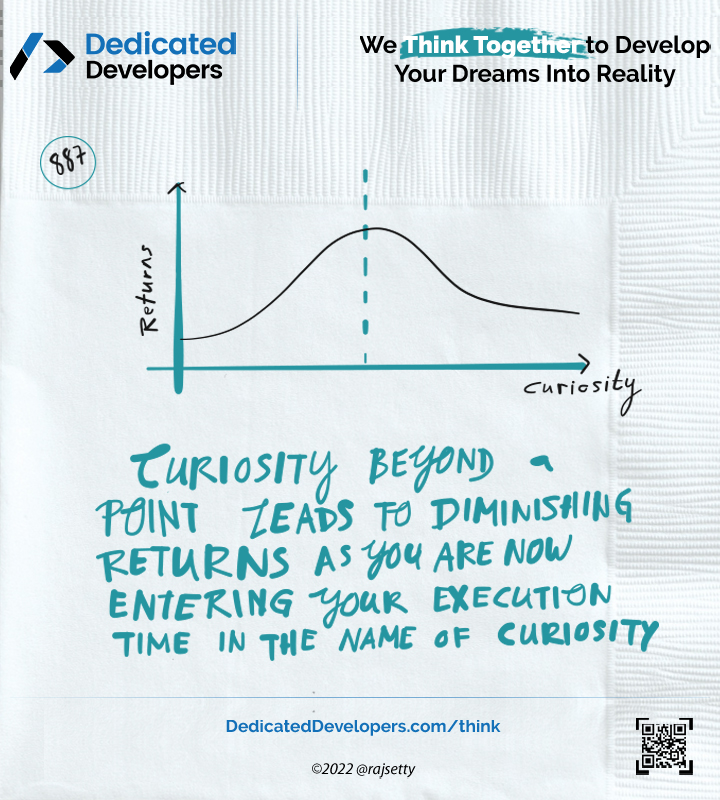 Dedicated
Developers
We Think Together to Develop
Your Dreams Into Reality
887
Returns
Curiosity
CURIOSITY BEYOND a
POINT LEADS TO DIMINISHING
RETURNS AS YOU ARE NOW
ENTERING YOUR EXECUTION
TIME IN THE NAME OF CURIOSITY
DedicatedDevelopers.com/think
©2022 @rajsetty